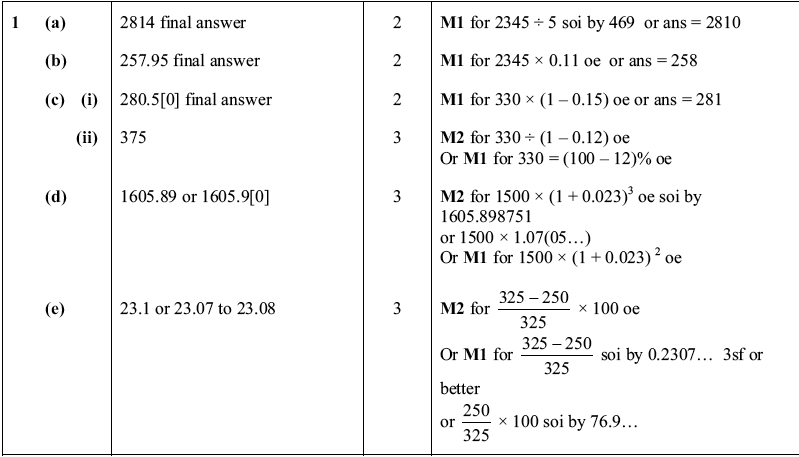 1 (a) 2814 final answer 2 M1 for 2345 ÷ 5 soi by 469 or ans = 2810
(b) 257.95 final answer 2 M1 for 2345 × 0.11 oe or ans = 258
(c) (i) 280.5[0] final answer 2 M1 for 330 × (1 – 0.15) oe or ans = 281
(ii) 375 3 M2 for 330 ÷ (1 – 0.12) oe
Or M1 for 330 = (100 – 12)% oe
(d) 1605.89 or 1605.9[0] 3 M2 for 1500 × (1 + 0.023)³ oe soi by
1605.898751
or 1500 × 1.07(05…)
Or M1 for 1500 × (1 + 0.023) ² oe
(e) 23.1 or 23.07 to 23.08 3 M2 for (325 – 250)/325 × 100 oe
Or M1 for (325 – 250)/325 soi by 0.2307… 3sf or
better
or 250/325 × 100 soi by 76.9…